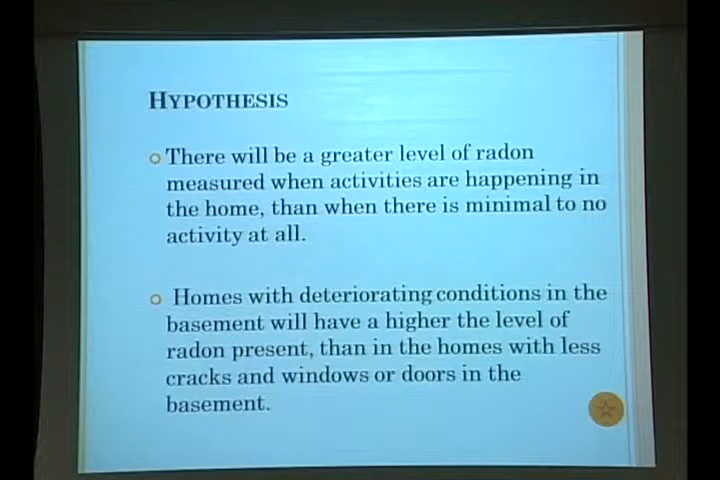 HYPOTHESIS
There will be a greater level of radon
measured when activities are happening in
the home, than when there is minimal to no
activity at all.
Homes with deteriorating conditions in the
basement will have a higher the level of
radon present, than in the homes with less
cracks and windows or doors in the
basement.